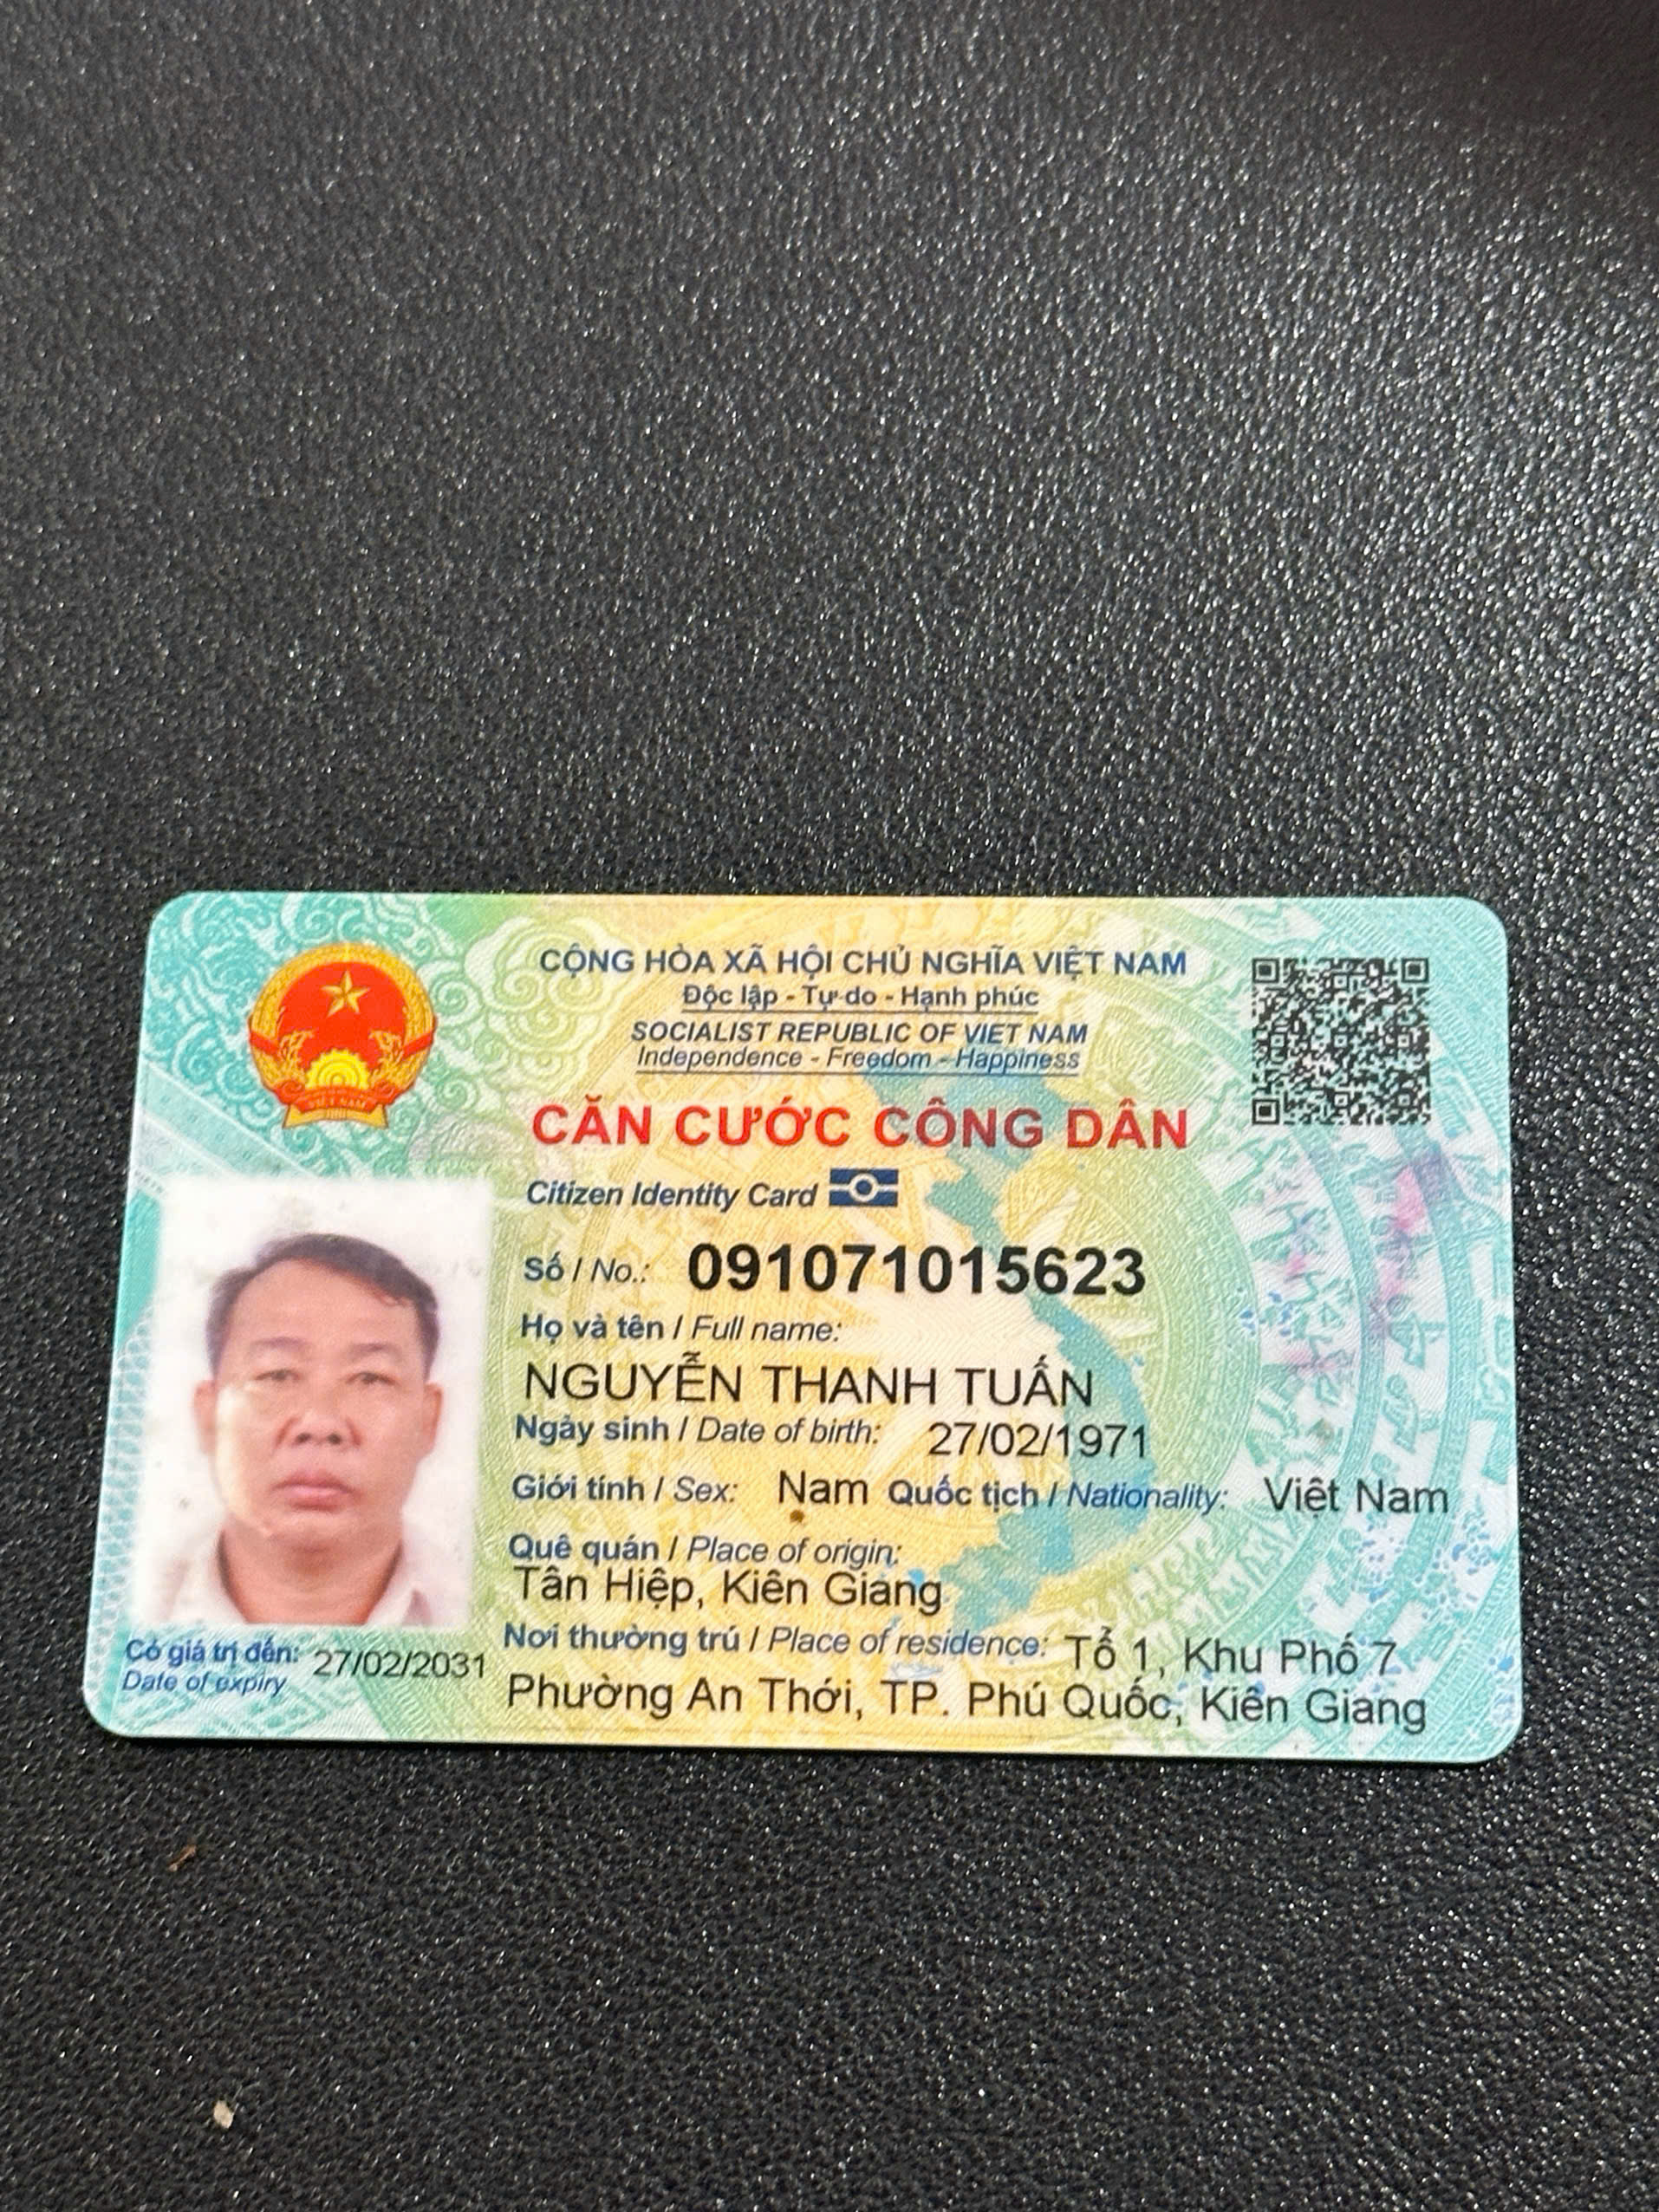 CỘNG HÒA XÃ HỘI CHỦ NGHĨA VIỆT NAM
Độc lập - Tự do - Hạnh phúc
SOCIALIST REPUBLIC OF VIET NAM
Independence - Freedom - Happiness
CĂN CƯỚC CÔNG DÂN
Citizen Identity Card
Số / No.: 091071015623
Họ và tên / Full name:
NGUYỄN THANH TUẤN
Ngày sinh / Date of birth: 27/02/1971
Giới tính / Sex: Nam Quốc tịch / Nationality: Việt Nam
Quê quán / Place of origin:
Tân Hiệp, Kiên Giang
Nơi thường trú / Place of residence: Tổ 1, Khu Phố 7
Phường An Thới, TP. Phú Quốc, Kiên Giang
Có giá trị đến: 27/02/2031
Date of expiry
VIỆT NAM